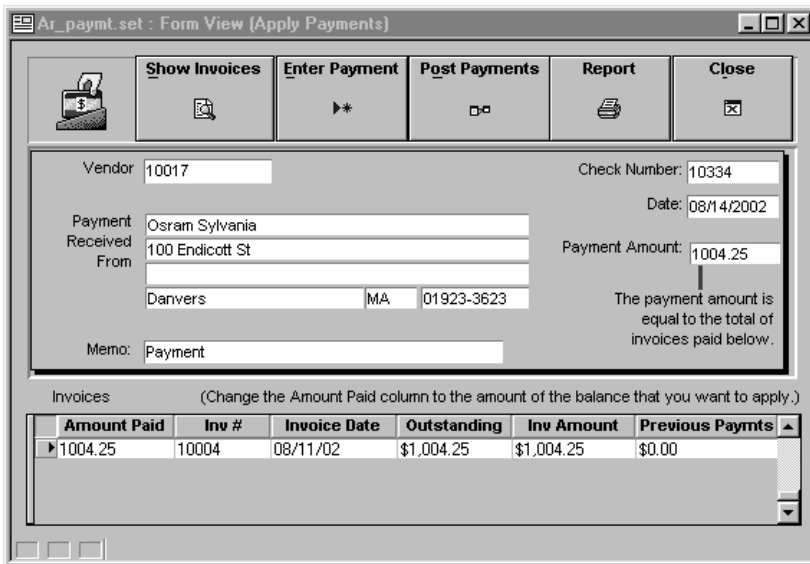 Ar_paymt.set : Form View (Apply Payments)
Show Invoices Enter Payment Post Payments Report Close
Vendor 10017 Check Number: 10334
Date: 08/14/2002
Payment Received From Osram Sylvania
100 Endicott St Payment Amount: 1004.25
Danvers MA 01923-3623 The payment amount is
equal to the total of
invoices paid below.
Memo: Payment
Invoices (Change the Amount Paid column to the amount of the balance that you want to apply.)
Amount Paid Inv # Invoice Date Outstanding Inv Amount Previous Paymts
1004.25 10004 08/11/02 $1,004.25 $1,004.25 $0.00